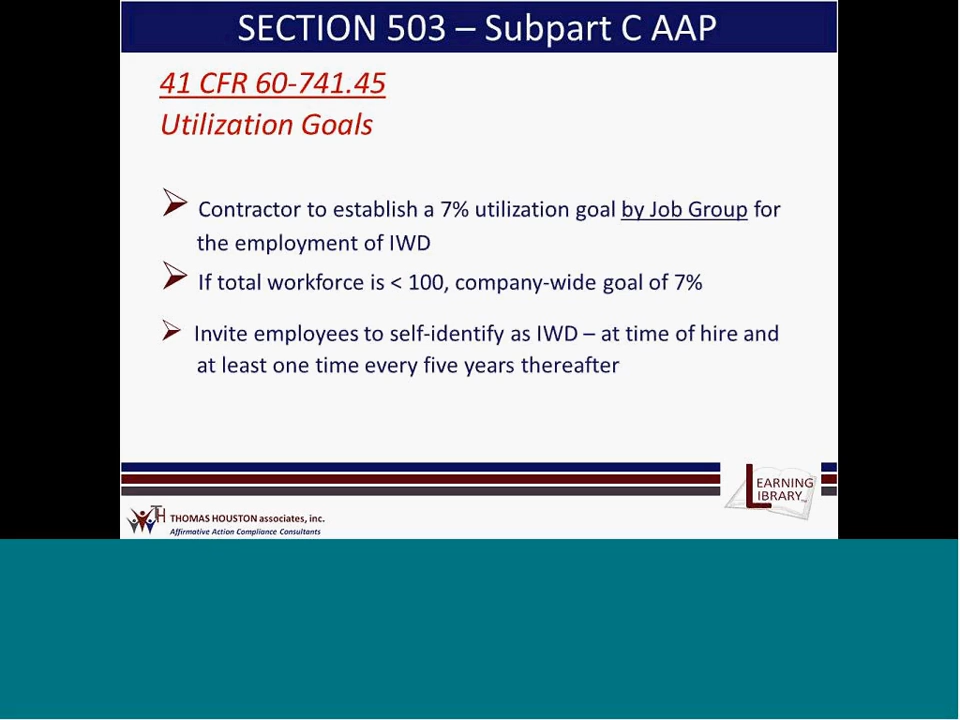 SECTION 503 – Subpart C AAP
41 CFR 60-741.45
Utilization Goals
➢ Contractor to establish a 7% utilization goal by Job Group for
the employment of IWD
➢ If total workforce is < 100, company-wide goal of 7%
➢ Invite employees to self-identify as IWD – at time of hire and
at least one time every five years thereafter
LEARNING
LIBRARY
TH THOMAS HOUSTON associates, inc.
Affirmative Action Compliance Consultants